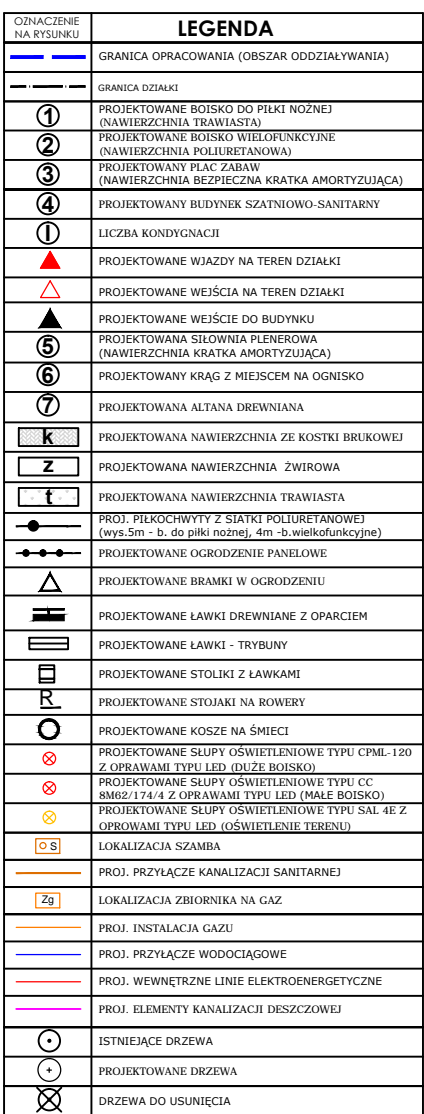 OZNACZENIE
NA RYSUNKU
LEGENDA
GRANICA OPRACOWANIA (OBSZAR ODDZIAŁYWANIA)
GRANICA DZIAŁKI
1 PROJEKTOWANE BOISKO DO PIŁKI NOŻNEJ
(NAWIERZCHNIA TRAWIASTA)
2 PROJEKTOWANE BOISKO WIELOFUNKCYJNE
(NAWIERZCHNIA POLIURETANOWA)
3 PROJEKTOWANY PLAC ZABAW
(NAWIERZCHNIA BEZPIECZNA KRATKA AMORTYZUJĄCA)
4 PROJEKTOWANY BUDYNEK SZATNIOWO-SANITARNY
I LICZBA KONDYGNACJI
PROJEKTOWANE WJAZDY NA TEREN DZIAŁKI
PROJEKTOWANE WEJŚCIA NA TEREN DZIAŁKI
PROJEKTOWANE WEJŚCIE DO BUDYNKU
5 PROJEKTOWANA SIŁOWNIA PLENEROWA
(NAWIERZCHNIA KRATKA AMORTYZUJĄCA)
6 PROJEKTOWANY KRĄG Z MIEJSCEM NA OGNISKO
7 PROJEKTOWANA ALTANA DREWNIANA
k PROJEKTOWANA NAWIERZCHNIA ZE KOSTKI BRUKOWEJ
z PROJEKTOWANA NAWIERZCHNIA ŻWIROWA
t PROJEKTOWANA NAWIERZCHNIA TRAWIASTA
PROJ. PIŁKOCHWYTY Z SIATKI POLIURETANOWEJ
(wys.5m - b. do piłki nożnej, 4m -b.wielkofunkcyjne)
PROJEKTOWANE OGRODZENIE PANELOWE
PROJEKTOWANE BRAMKI W OGRODZENIU
PROJEKTOWANE ŁAWKI DREWNIANE Z OPARCIEM
PROJEKTOWANE ŁAWKI - TRYBUNY
PROJEKTOWANE STOLIKI Z ŁAWKAMI
R PROJEKTOWANE STOJAKI NA ROWERY
PROJEKTOWANE KOSZE NA ŚMIECI
PROJEKTOWANE SŁUPY OŚWIETLENIOWE TYPU CPML-120
Z OPRAWAMI TYPU LED (DUŻE BOISKO)
PROJEKTOWANE SŁUPY OŚWIETLENIOWE TYPU CC
8M62/174/4 Z OPRAWAMI TYPU LED (MAŁE BOISKO)
PROJEKTOWANE SŁUPY OŚWIETLENIOWE TYPU SAL 4E Z
OPROWAMI TYPU LED (OŚWIETLENIE TERENU)
S LOKALIZACJA SZAMBA
PROJ. PRZYŁĄCZE KANALIZACJI SANITARNEJ
Zg LOKALIZACJA ZBIORNIKA NA GAZ
PROJ. INSTALACJA GAZU
PROJ. PRZYŁĄCZE WODOCIĄGOWE
PROJ. WEWNĘTRZNE LINIE ELEKTROENERGETYCZNE
PROJ. ELEMENTY KANALIZACJI DESZCZOWEJ
ISTNIEJĄCE DRZEWA
PROJEKTOWANE DRZEWA
DRZEWA DO USUNIĘCIA